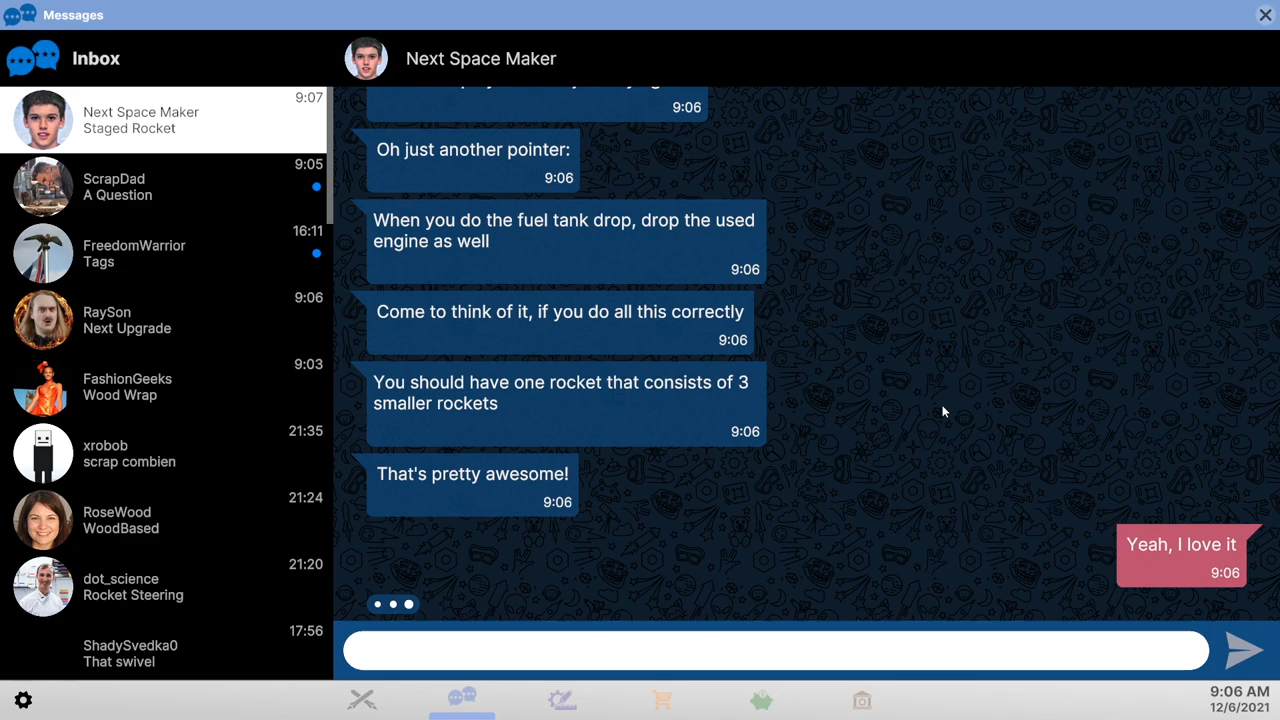 Messages
Inbox
Next Space Maker
9:07
Next Space Maker
Staged Rocket
9:05
ScrapDad
A Question
16:11
FreedomWarrior
Tags
9:06
RaySon
Next Upgrade
9:03
FashionGeeks
Wood Wrap
21:35
xrobob
scrap combien
21:24
RoseWood
WoodBased
21:20
dot_science
Rocket Steering
17:56
ShadySvedka0
That swivel
9:06
Oh just another pointer:
9:06
When you do the fuel tank drop, drop the used
engine as well
9:06
Come to think of it, if you do all this correctly
9:06
You should have one rocket that consists of 3
smaller rockets
9:06
That's pretty awesome!
9:06
Yeah, I love it
9:06
9:06 AM
12/6/2021